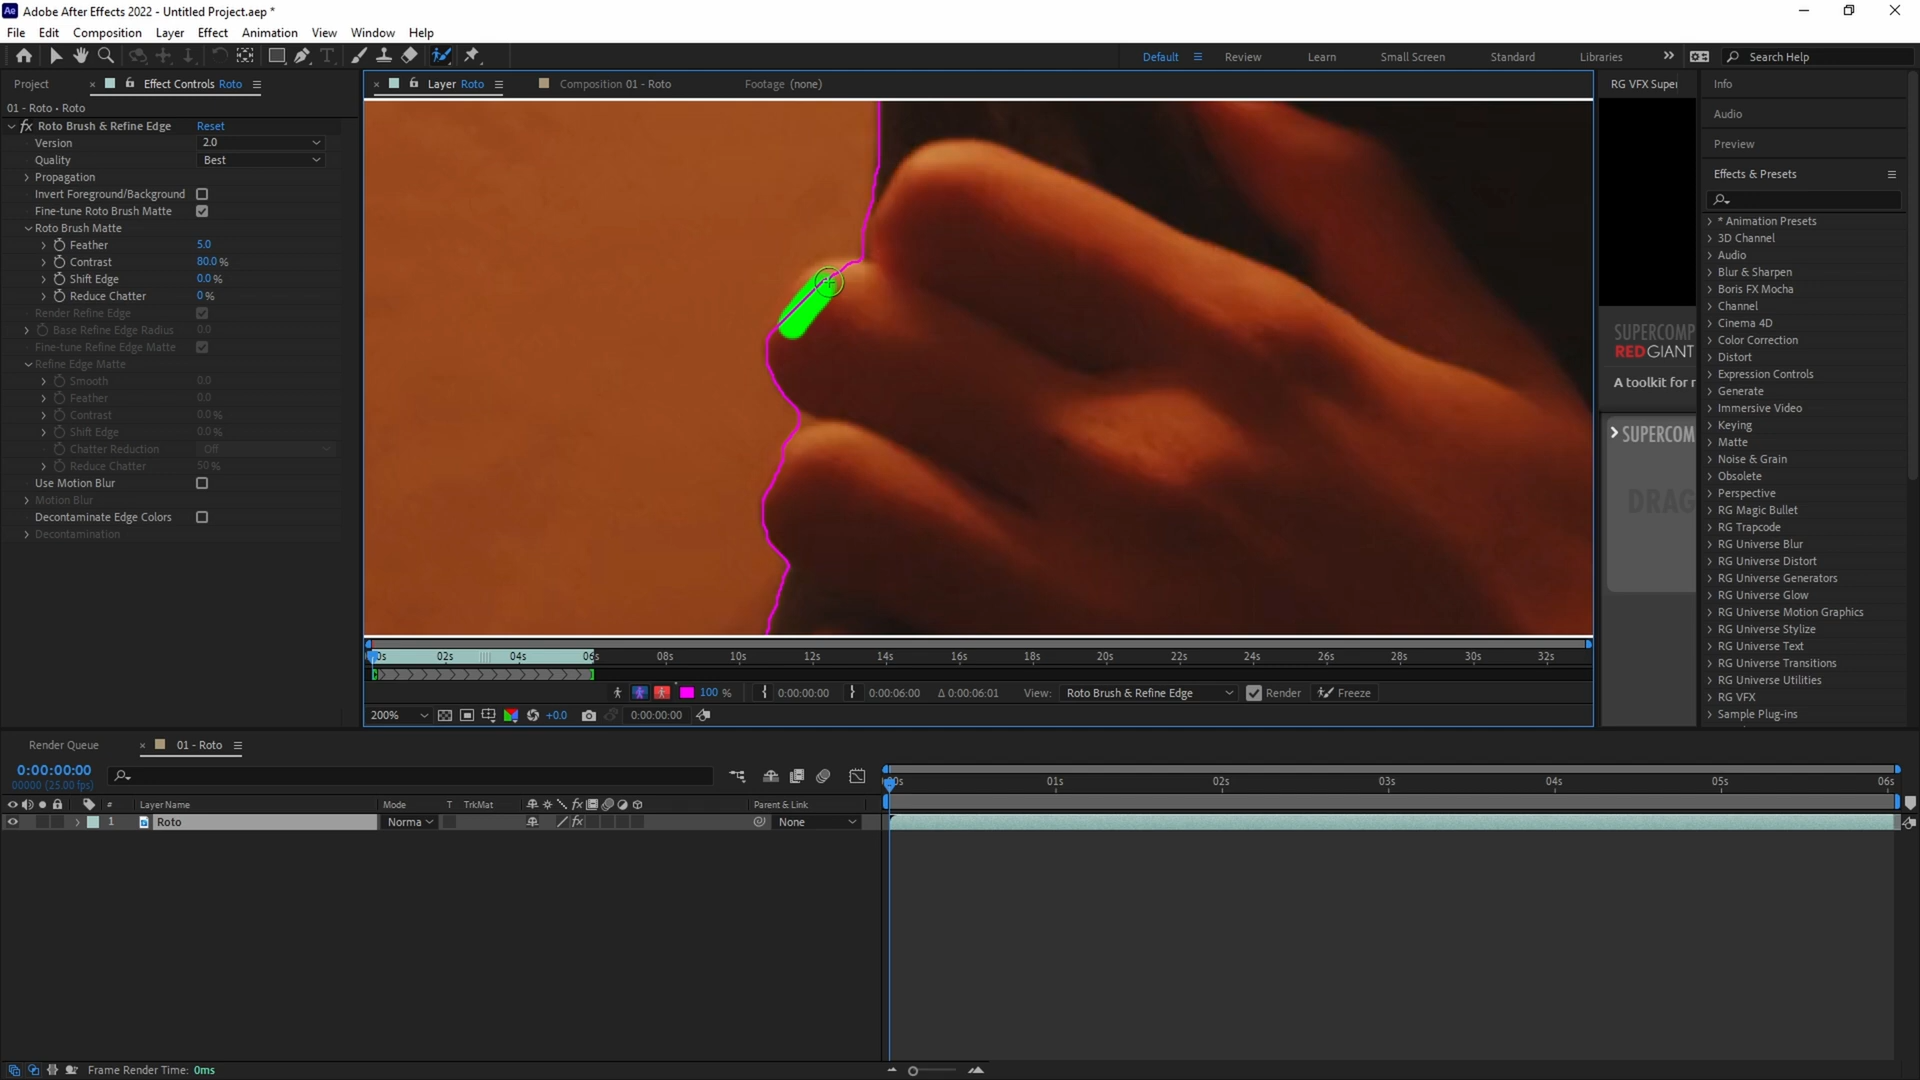 Ae Adobe After Effects 2022 - Untitled Project.aep *
File Edit Composition Layer Effect Animation View Window Help
Default Review Learn Small Screen Standard Libraries Search Help
Project Effect Controls Roto
Layer Roto Composition 01 - Roto Footage (none)
RG VFX Super
Info
01 - Roto • Roto
Audio
fx Roto Brush & Refine Edge Reset
Version 2.0
Preview
Quality Best
Propagation
Effects & Presets
Invert Foreground/Background
Fine-tune Roto Brush Matte
Roto Brush Matte
Feather 5.0
Contrast 80.0 %
Shift Edge 0.0 %
Reduce Chatter 0 %
Render Refine Edge
Base Refine Edge Radius 0.0
Fine-tune Refine Edge Matte
Refine Edge Matte
Smooth 0.0
Feather 0.0
Contrast 0.0 %
Shift Edge 0.0 %
Chatter Reduction Off
Reduce Chatter 50 %
Use Motion Blur
Motion Blur
Decontaminate Edge Colors
Decontamination
SUPERCOMP
RED GIANT
A toolkit for r
SUPERCOM
DRAG
* Animation Presets
3D Channel
Audio
Blur & Sharpen
Boris FX Mocha
Channel
Cinema 4D
Color Correction
Distort
Expression Controls
Generate
Immersive Video
Keying
Matte
Noise & Grain
Obsolete
Perspective
RG Magic Bullet
RG Trapcode
RG Universe Blur
RG Universe Distort
RG Universe Generators
RG Universe Glow
RG Universe Motion Graphics
RG Universe Stylize
RG Universe Text
RG Universe Transitions
RG Universe Utilities
RG VFX
Sample Plug-ins
0s 02s 04s 06s 08s 10s 12s 14s 16s 18s 20s 22s 24s 26s 28s 30s 32s
100 % 0:00:00:00 0:00:06:00 Δ 0:00:06:01 View: Roto Brush & Refine Edge Render Freeze
200% +0.0 0:00:00:00
Render Queue 01 - Roto
0:00:00:00
00000 (25.00 fps)
00s 01s 02s 03s 04s 05s 06s
# Layer Name Mode T TrkMat fx Parent & Link
1 Roto Norma fx None
Frame Render Time: 0ms